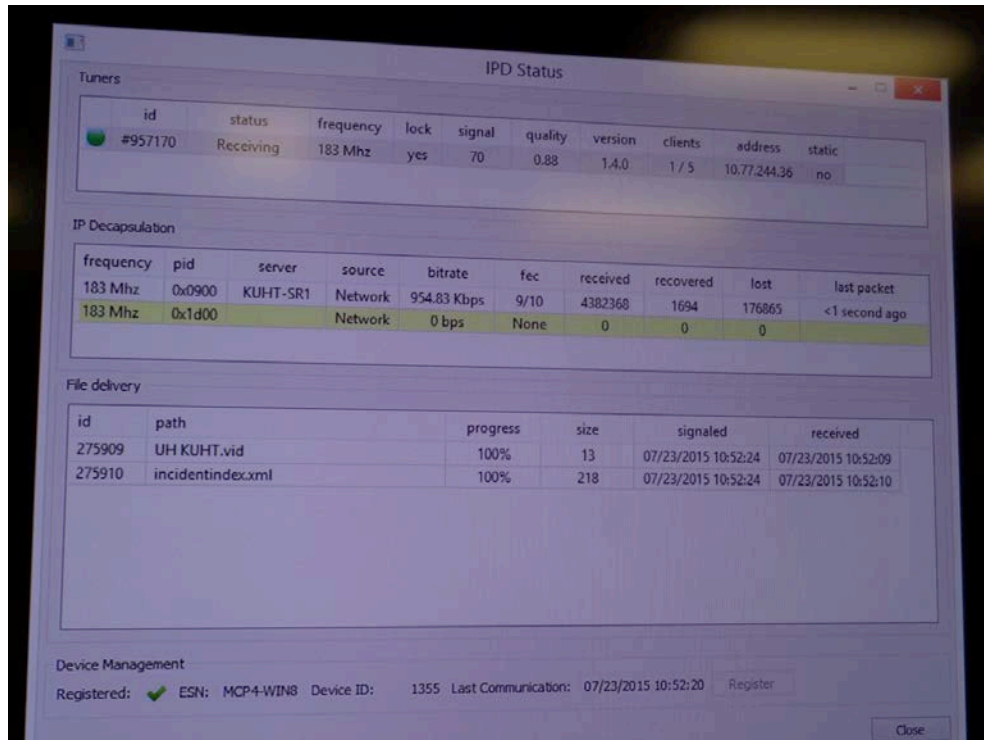 IPD Status
Tuners
id status frequency lock signal quality version clients address static
#957170 Receiving 183 Mhz yes 70 0.88 1.4.0 1 / 5 10.77.244.36 no
IP Decapsulation
frequency pid server source bitrate fec received recovered lost last packet
183 Mhz 0x0900 KUHT-SR1 Network 954.83 Kbps 9/10 4382368 1694 176865 <1 second ago
183 Mhz 0x1d00 Network 0 bps None 0 0 0
File delivery
id path progress size signaled received
275909 UH KUHT.vid 100% 13 07/23/2015 10:52:24 07/23/2015 10:52:09
275910 incidentindex.xml 100% 218 07/23/2015 10:52:24 07/23/2015 10:52:10
Device Management
Registered: ESN: MCP4-WIN8 Device ID: 1355 Last Communication: 07/23/2015 10:52:20 Register
Close